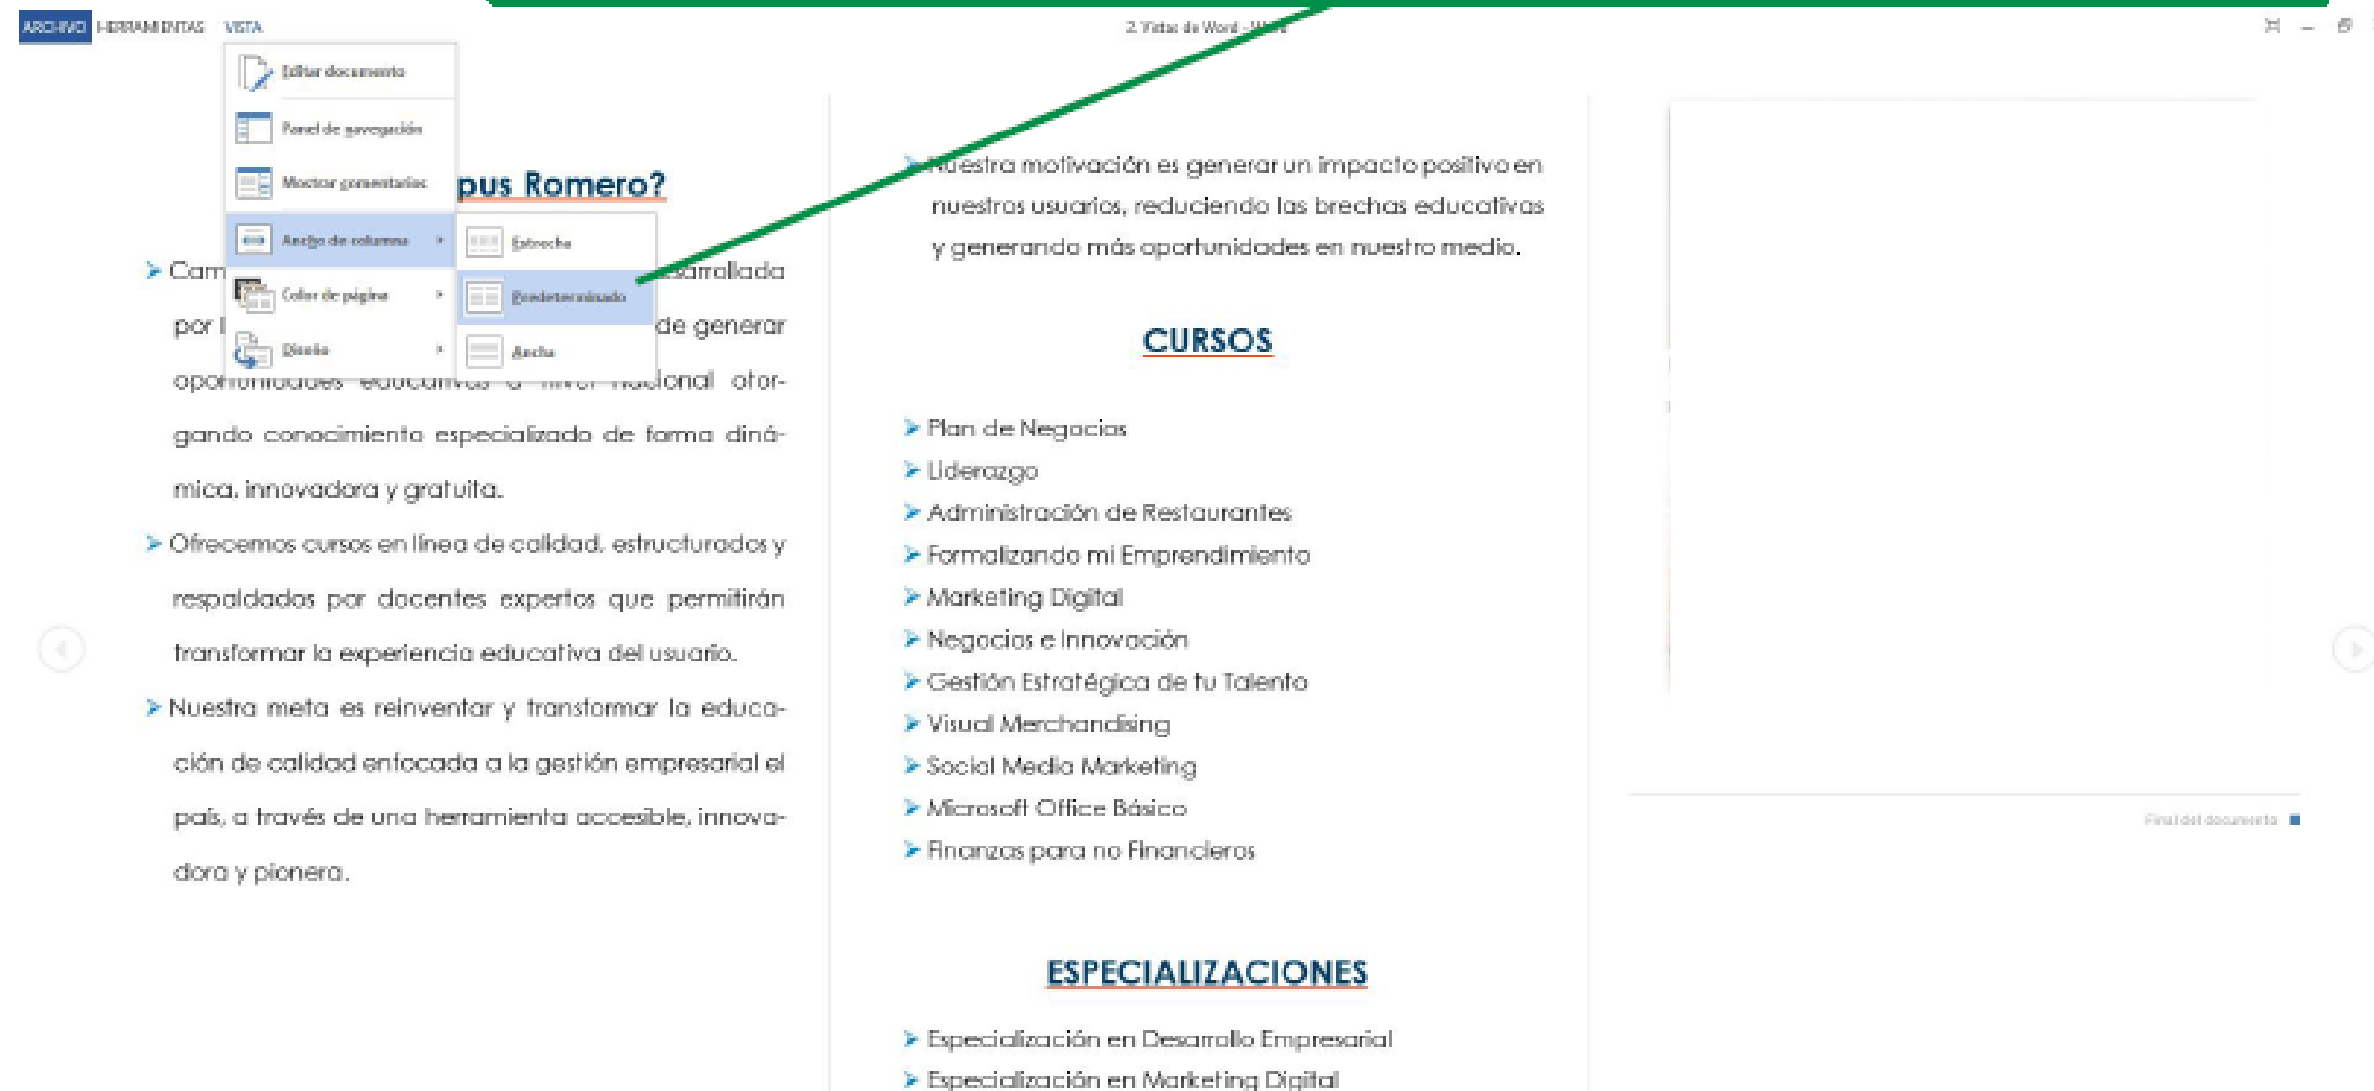 ARCHIVO HERRAMIENTAS VISTA
2. Vistas de Word - Word
Editar documento
Panel de navegación
Mostrar comentarios
Ancho de columna
Color de página
Diseño
Estrecha
Predeterminado
Ancha
pus Romero?
Cam sarrollada
por l de generar
oportunidades educativas a nivel nacional otor-
gando conocimiento especializado de forma diná-
mica, innovadora y gratuita.
Ofrecemos cursos en línea de calidad, estructurados y
respaldados por docentes expertos que permitirán
transformar la experiencia educativa del usuario.
Nuestra meta es reinventar y transformar la educa-
ción de calidad enfocada a la gestión empresarial el
país, a través de una herramienta accesible, innova-
dora y pionera.
Nuestra motivación es generar un impacto positivo en
nuestros usuarios, reduciendo las brechas educativas
y generando más oportunidades en nuestro medio.
CURSOS
Plan de Negocios
Liderazgo
Administración de Restaurantes
Formalizando mi Emprendimiento
Marketing Digital
Negocios e Innovación
Gestión Estratégica de tu Talento
Visual Merchandising
Social Media Marketing
Microsoft Office Básico
Finanzas para no Financieros
ESPECIALIZACIONES
Especialización en Desarrollo Empresarial
Especialización en Marketing Digital
Final del documento